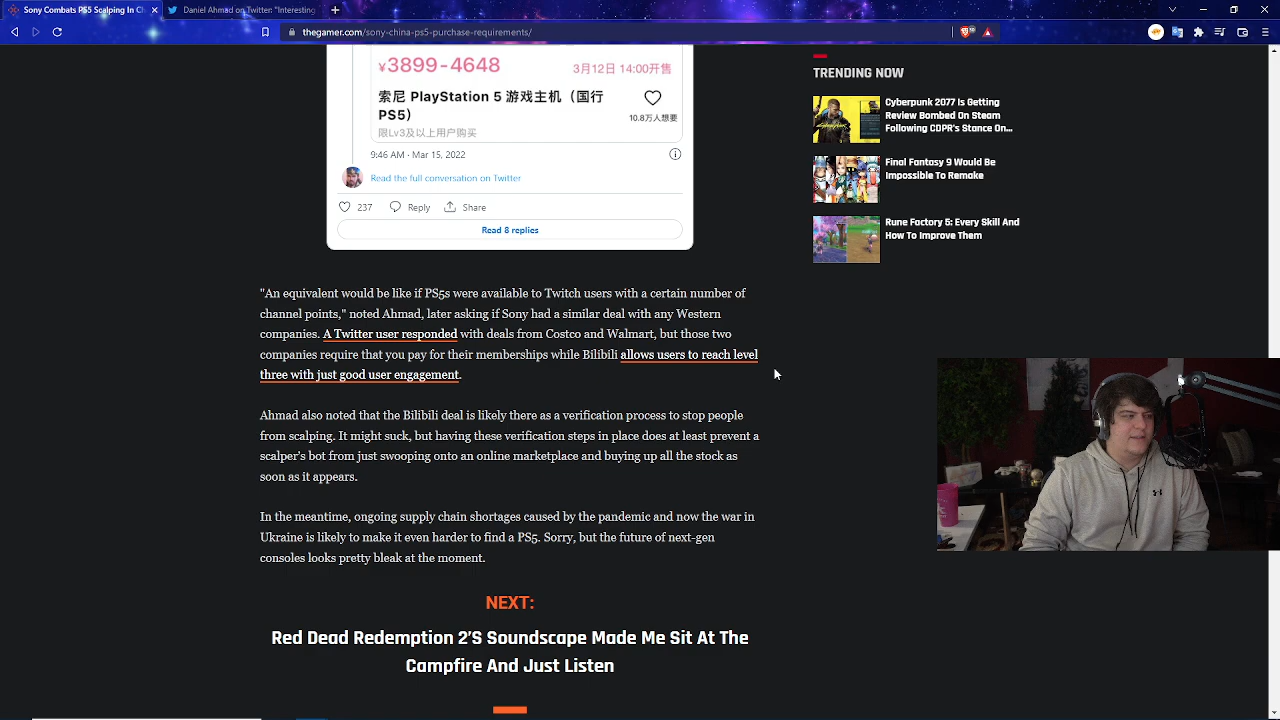 Sony Combats PS5 Scalping In Ch
Daniel Ahmad on Twitter: "Interesting
thegamer.com/sony-china-ps5-purchase-requirements/
¥3899-4648
3月12日 14:00开售
索尼 PlayStation 5 游戏主机（国行
PS5）
10.8万人想要
限Lv3及以上用户购买
9:46 AM · Mar 15, 2022
Read the full conversation on Twitter
237
Reply
Share
Read 8 replies
"An equivalent would be like if PS5s were available to Twitch users with a certain number of
channel points," noted Ahmad, later asking if Sony had a similar deal with any Western
companies. A Twitter user responded with deals from Costco and Walmart, but those two
companies require that you pay for their memberships while Bilibili allows users to reach level
three with just good user engagement.
Ahmad also noted that the Bilibili deal is likely there as a verification process to stop people
from scalping. It might suck, but having these verification steps in place does at least prevent a
scalper's bot from just swooping onto an online marketplace and buying up all the stock as
soon as it appears.
In the meantime, ongoing supply chain shortages caused by the pandemic and now the war in
Ukraine is likely to make it even harder to find a PS5. Sorry, but the future of next-gen
consoles looks pretty bleak at the moment.
NEXT:
Red Dead Redemption 2'S Soundscape Made Me Sit At The
Campfire And Just Listen
TRENDING NOW
Cyberpunk 2077 Is Getting
Review Bombed On Steam
Following CDPR's Stance On...
Final Fantasy 9 Would Be
Impossible To Remake
Rune Factory 5: Every Skill And
How To Improve Them